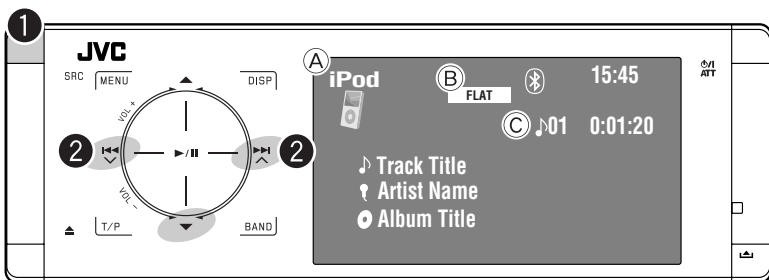 1
JVC
SRC MENU DISP
VOL +
2 2
VOL –
T/P BAND
A iPod
B FLAT 15:45
C ♪01 0:01:20
Track Title
Artist Name
Album Title
⏻/I
ATT